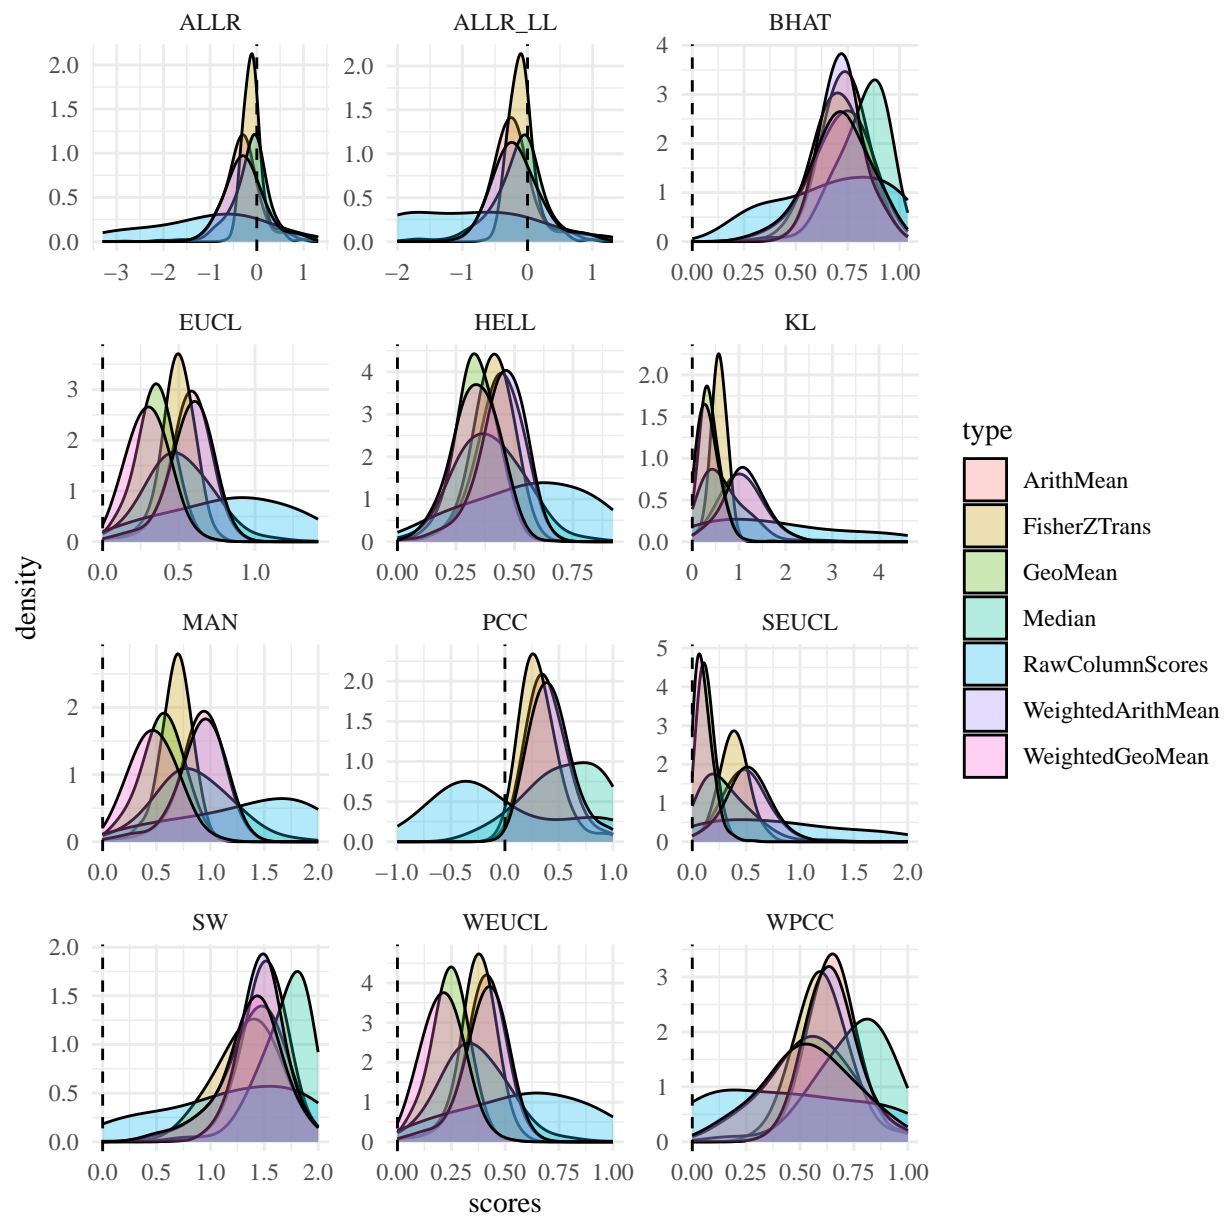 ALLR ALLR_LL BHAT
2.0 1.5 1.0 0.5 0.0
2.0 1.5 1.0 0.5 0.0
4 3 2 1 0
−3 −2 −1 0 1 −2 −1 0 1 0.00 0.25 0.50 0.75 1.00
EUCL HELL KL
3 2 1 0
4 3 2 1 0
2.0 1.5 1.0 0.5 0.0
0.0 0.5 1.0 0.00 0.25 0.50 0.75 0 1 2 3 4
MAN PCC SEUCL
2 1 0
2.0 1.5 1.0 0.5 0.0
5 4 3 2 1 0
0.0 0.5 1.0 1.5 2.0 −1.0 −0.5 0.0 0.5 1.0 0.0 0.5 1.0 1.5 2.0
SW WEUCL WPCC
2.0 1.5 1.0 0.5 0.0
4 3 2 1 0
3 2 1 0
0.0 0.5 1.0 1.5 2.0 0.00 0.25 0.50 0.75 1.00 0.00 0.25 0.50 0.75 1.00
scores
density
type
ArithMean
FisherZTrans
GeoMean
Median
RawColumnScores
WeightedArithMean
WeightedGeoMean